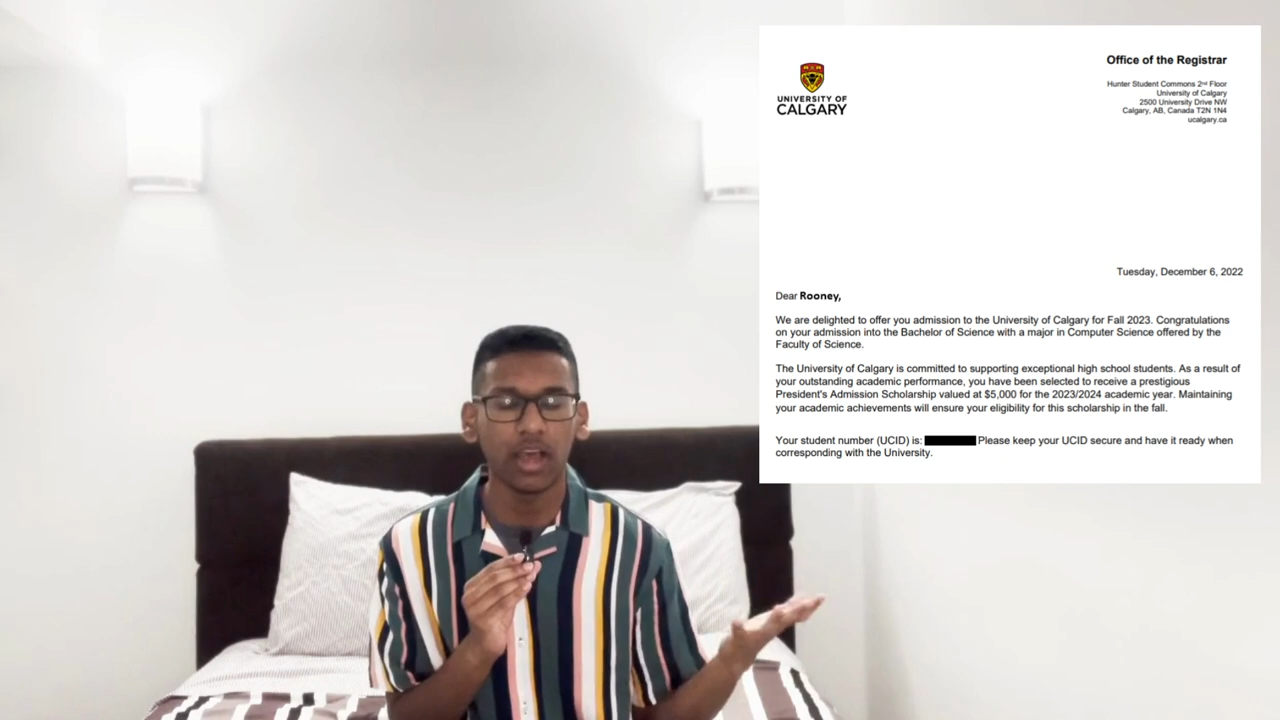 Office of the Registrar
UNIVERSITY OF
CALGARY
Hunter Student Commons 2nd Floor
University of Calgary
2500 University Drive NW
Calgary, AB, Canada T2N 1N4
ucalgary.ca
Tuesday, December 6, 2022
Dear Rooney,
We are delighted to offer you admission to the University of Calgary for Fall 2023. Congratulations
on your admission into the Bachelor of Science with a major in Computer Science offered by the
Faculty of Science.
The University of Calgary is committed to supporting exceptional high school students. As a result of
your outstanding academic performance, you have been selected to receive a prestigious
President's Admission Scholarship valued at $5,000 for the 2023/2024 academic year. Maintaining
your academic achievements will ensure your eligibility for this scholarship in the fall.
Your student number (UCID) is: Please keep your UCID secure and have it ready when
corresponding with the University.